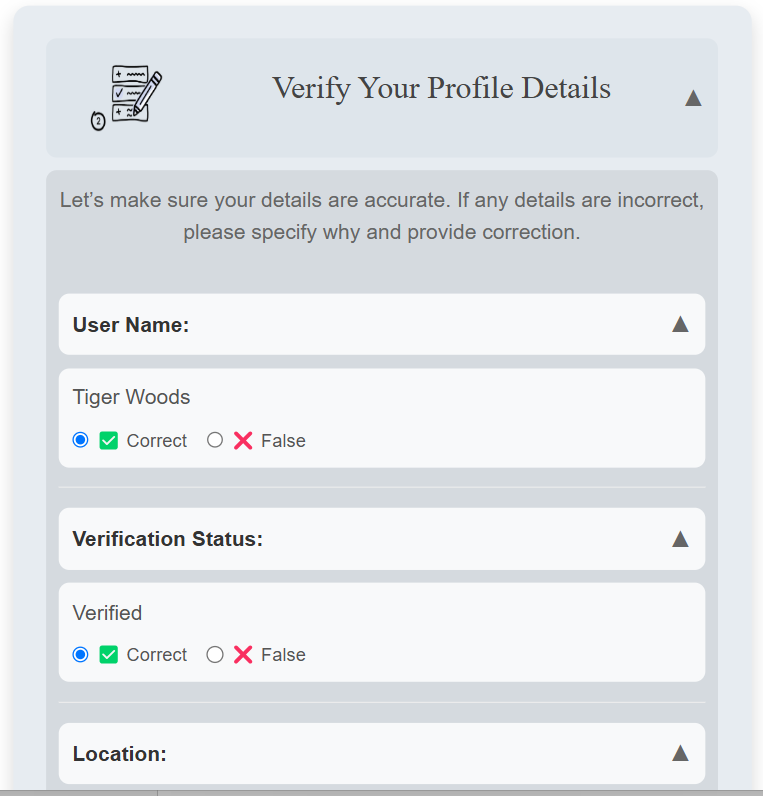 2
Verify Your Profile Details
▲
Let’s make sure your details are accurate. If any details are incorrect,
please specify why and provide correction.
User Name: ▲
Tiger Woods
✅ Correct ❌ False
Verification Status: ▲
Verified
✅ Correct ❌ False
Location: ▲